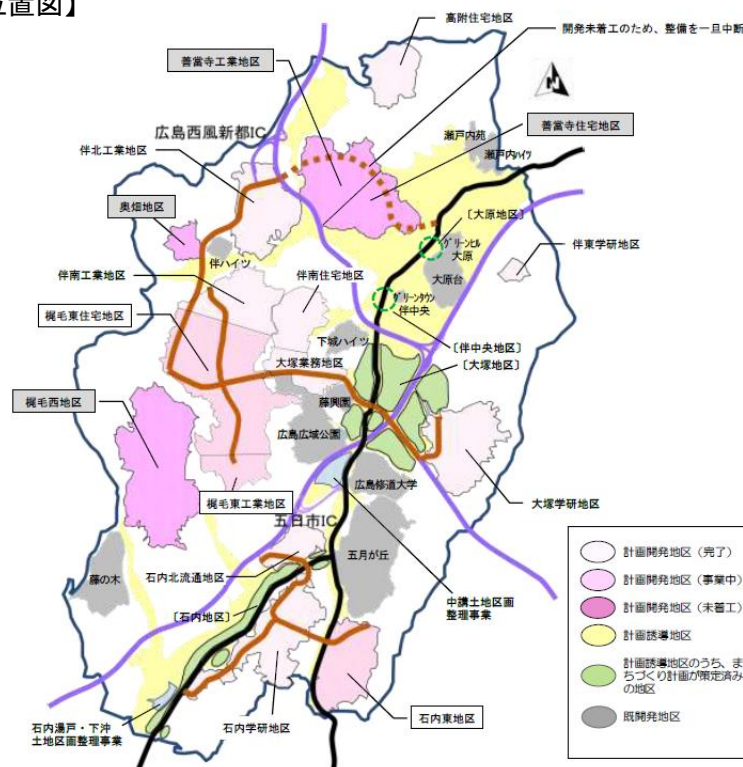 位置図】
高附住宅地区
開発未着工のため、整備を一旦中断
善當寺工業地区
N
広島西風新都IC
瀬戸内苑
瀬戸内ハイツ
善當寺住宅地区
伴北工業地区
奥畑地区
〔大原地区〕
グリーンヒル
大原
伴東学研地区
伴ハイツ
大原台
伴南工業地区
伴南住宅地区
グリーンタウン
伴中央
梶毛東住宅地区
下城ハイツ
〔伴中央地区〕
大塚業務地区
〔大塚地区〕
梶毛西地区
藤興園
広島広域公園
広島修道大学
梶毛東工業地区
大塚学研地区
五日市IC
石内北流通地区
五月が丘
藤の木
〔石内地区〕
中講土地区画
整理事業
石内湯戸・下沖
土地区画整理事業
石内学研地区
石内東地区
計画開発地区（完了）
計画開発地区（事業中）
計画開発地区（未着工）
計画誘導地区
計画誘導地区のうち、ま
ちづくり計画が策定済み
の地区
既開発地区